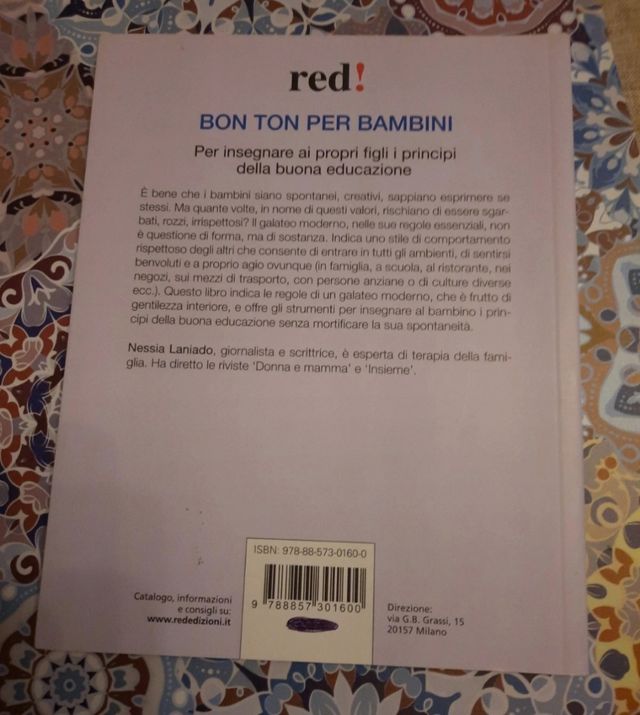 red!
BON TON PER BAMBINI
Per insegnare ai propri figli i principi
della buona educazione
È bene che i bambini siano spontanei, creativi, sappiano esprimere se
stessi. Ma quante volte, in nome di questi valori, rischiano di essere sgar-
bati, rozzi, irrispettosi? Il galateo moderno, nelle sue regole essenziali, non
è questione di forma, ma di sostanza. Indica uno stile di comportamento
rispettoso degli altri che consente di entrare in tutti gli ambienti, di sentirsi
benvoluti e a proprio agio ovunque (in famiglia, a scuola, al ristorante, nei
negozi, sui mezzi di trasporto, con persone anziane o di culture diverse
ecc.). Questo libro indica le regole di un galateo moderno, che è frutto di
gentilezza interiore, e offre gli strumenti per insegnare al bambino i prin-
cipi della buona educazione senza mortificare la sua spontaneità.
Nessia Laniado, giornalista e scrittrice, è esperta di terapia della fami-
glia. Ha diretto le riviste 'Donna e mamma' e 'Insieme'.
ISBN: 978-88-573-0160-0
9 788857 301600
Catalogo, informazioni
e consigli su:
www.rededizioni.it
Direzione:
via G.B. Grassi, 15
20157 Milano